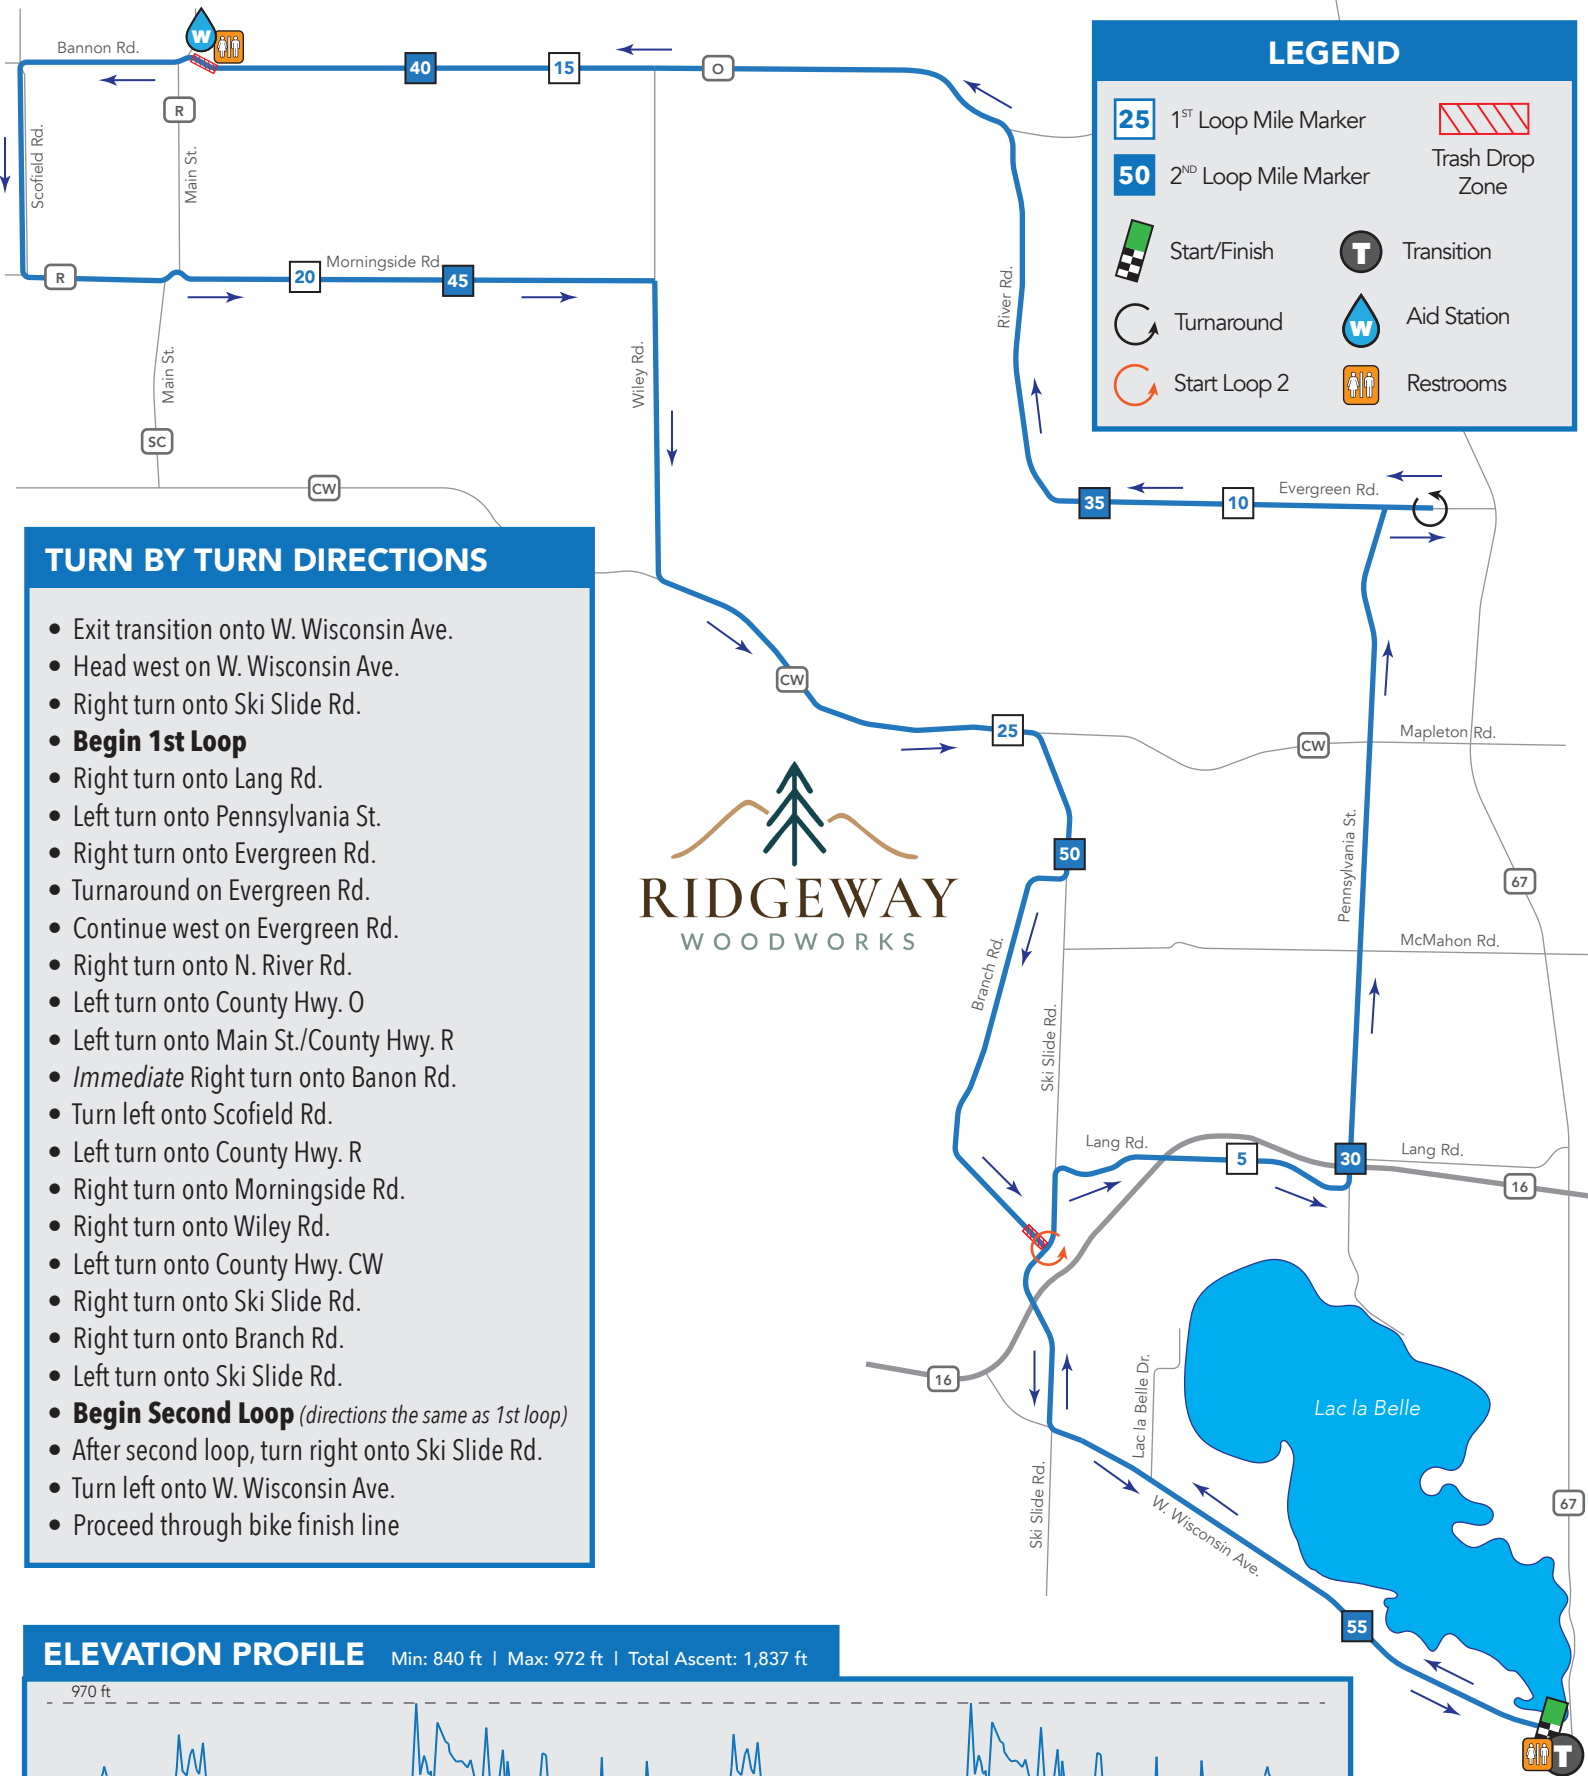 Bannon Rd.
W
40
15
O
R
Scofield Rd.
Main St.
R
20
Morningside Rd
45
Main St.
SC
CW
Wiley Rd.
River Rd.
LEGEND
25 1ST Loop Mile Marker
50 2ND Loop Mile Marker
Trash Drop
Zone
Start/Finish
T Transition
Turnaround
W Aid Station
Start Loop 2
Restrooms
35
10
Evergreen Rd.
TURN BY TURN DIRECTIONS
• Exit transition onto W. Wisconsin Ave.
• Head west on W. Wisconsin Ave.
• Right turn onto Ski Slide Rd.
• Begin 1st Loop
• Right turn onto Lang Rd.
• Left turn onto Pennsylvania St.
• Right turn onto Evergreen Rd.
• Turnaround on Evergreen Rd.
• Continue west on Evergreen Rd.
• Right turn onto N. River Rd.
• Left turn onto County Hwy. O
• Left turn onto Main St./County Hwy. R
• Immediate Right turn onto Banon Rd.
• Turn left onto Scofield Rd.
• Left turn onto County Hwy. R
• Right turn onto Morningside Rd.
• Right turn onto Wiley Rd.
• Left turn onto County Hwy. CW
• Right turn onto Ski Slide Rd.
• Right turn onto Branch Rd.
• Left turn onto Ski Slide Rd.
• Begin Second Loop (directions the same as 1st loop)
• After second loop, turn right onto Ski Slide Rd.
• Turn left onto W. Wisconsin Ave.
• Proceed through bike finish line
CW
25
CW
Mapleton Rd.
RIDGEWAY
WOODWORKS
50
Pennsylvania St.
67
McMahon Rd.
Branch Rd.
Ski Slide Rd.
Lang Rd.
5
30
Lang Rd.
16
16
Lac la Belle Dr.
Lac la Belle
Ski Slide Rd.
W. Wisconsin Ave.
67
55
T
ELEVATION PROFILE Min: 840 ft | Max: 972 ft | Total Ascent: 1,837 ft
970 ft